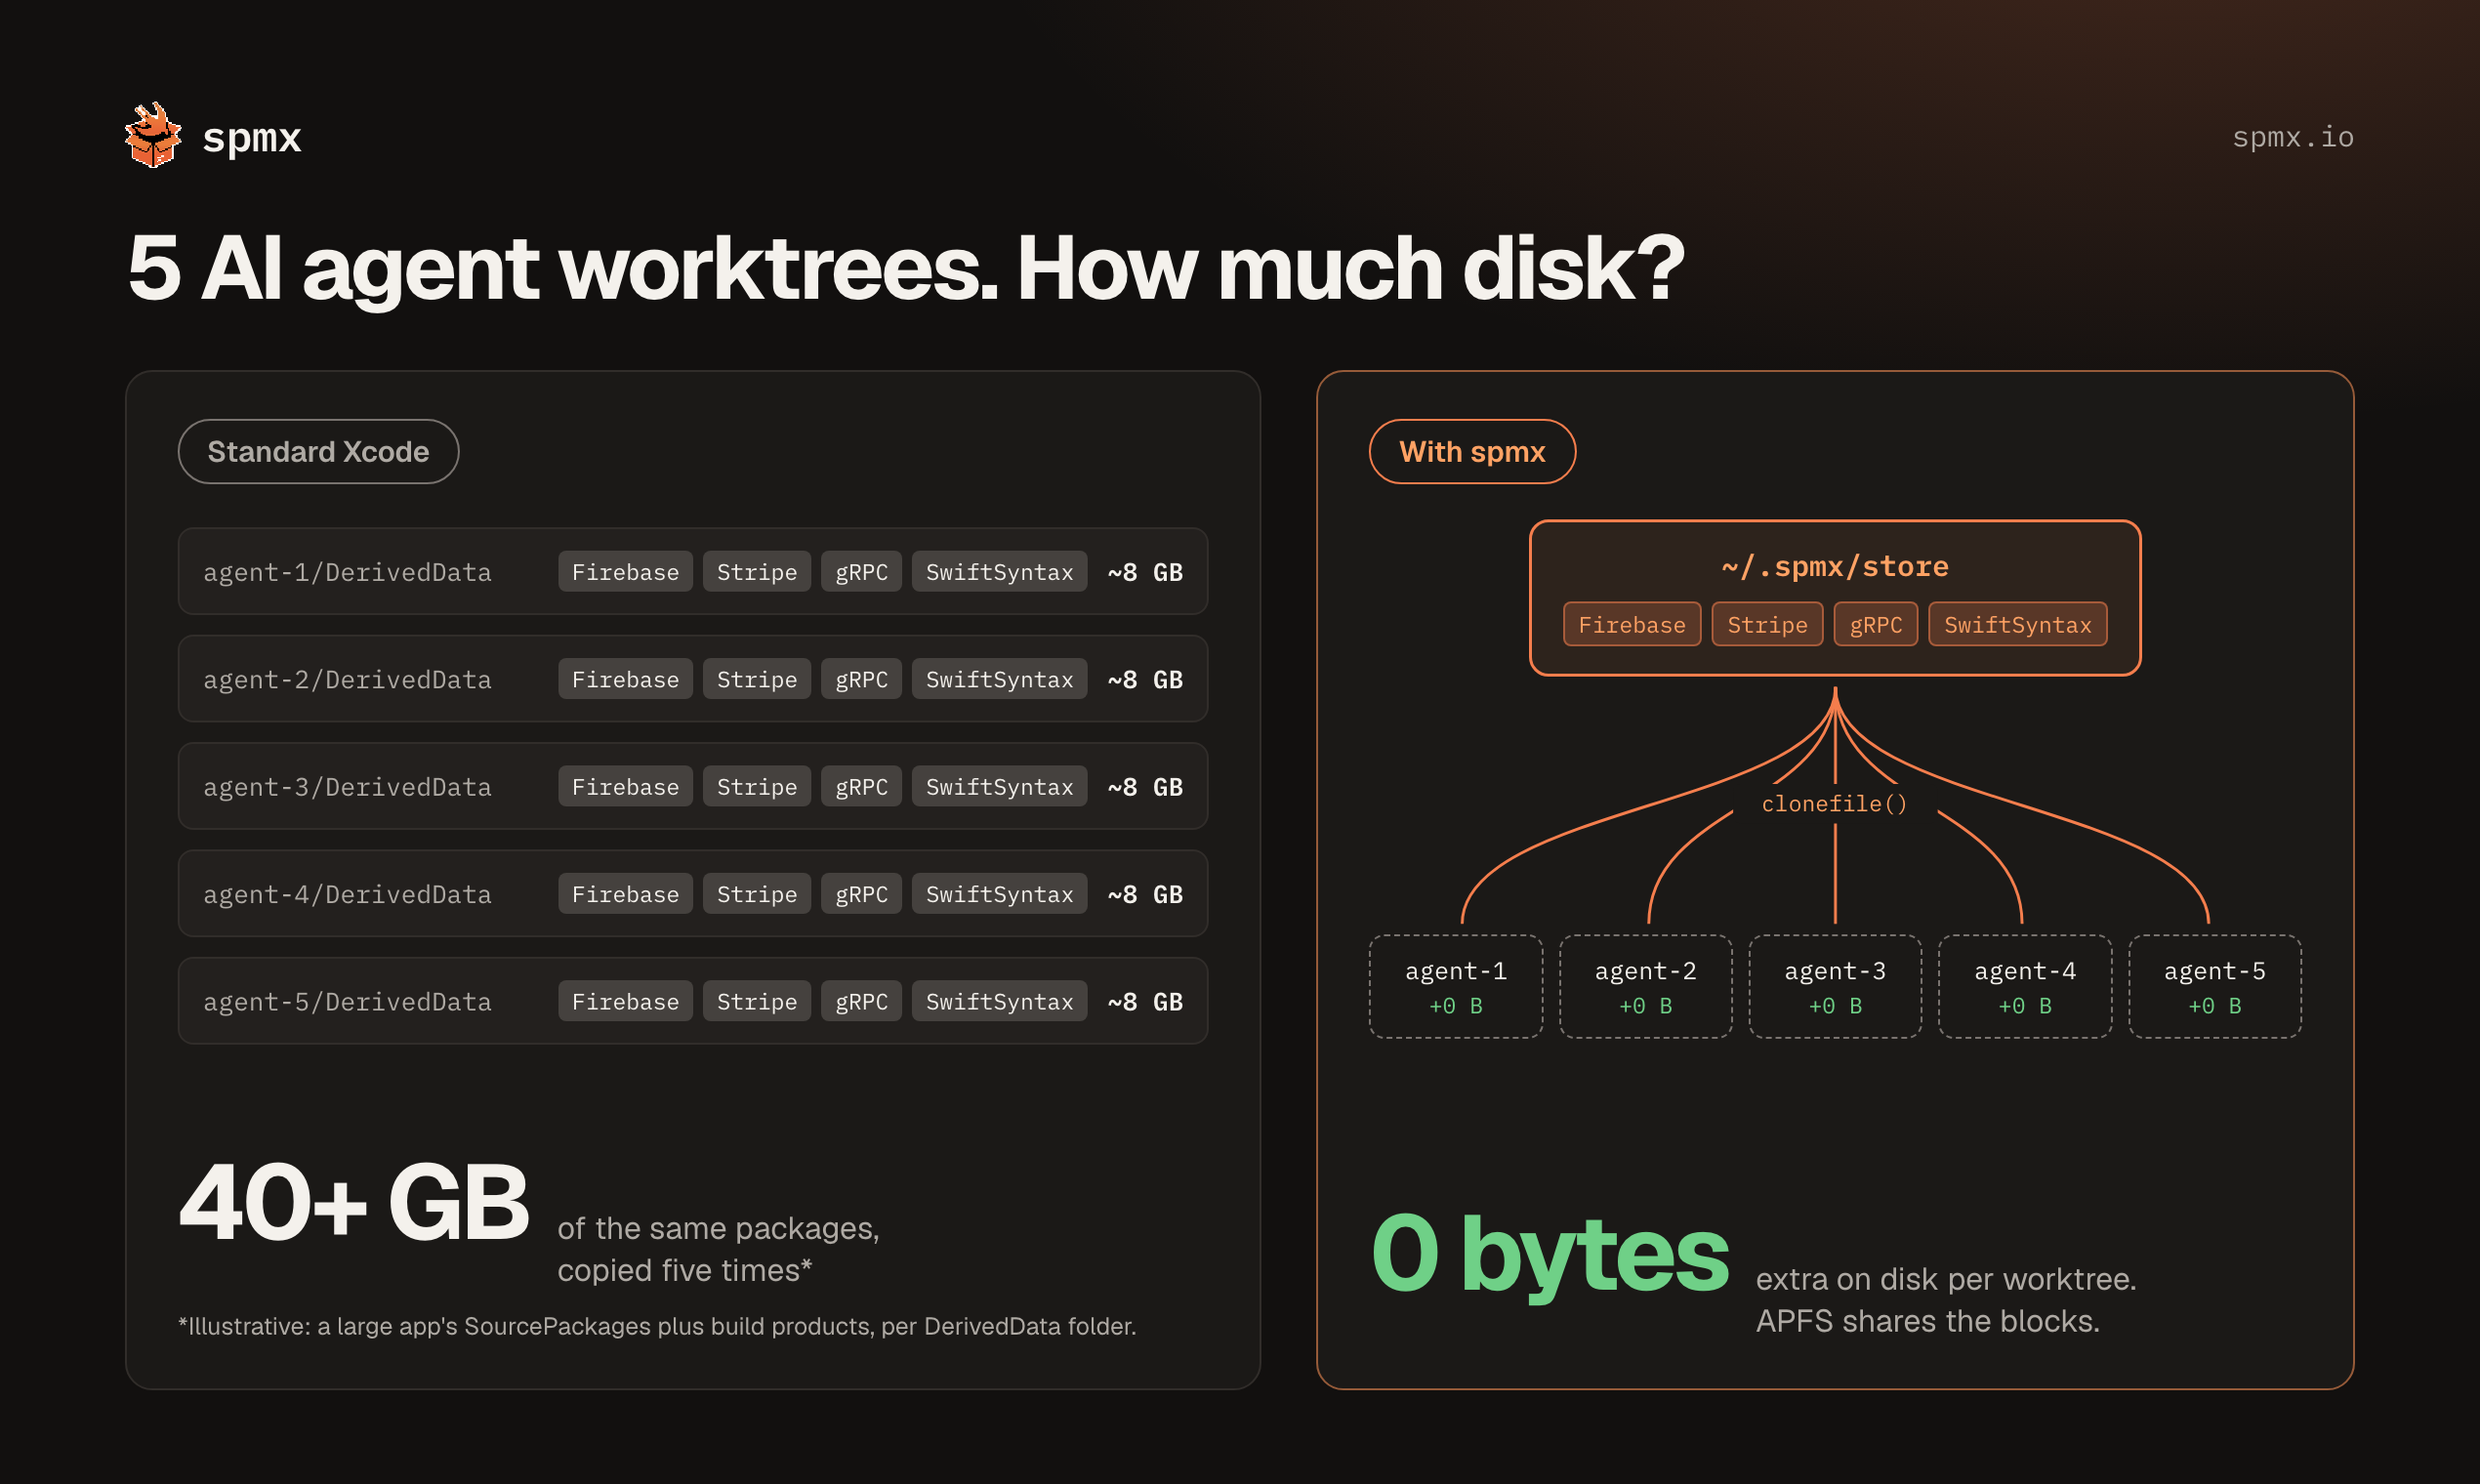 spmx
spmx.io
5 AI agent worktrees. How much disk?
Standard Xcode
agent-1/DerivedData Firebase Stripe gRPC SwiftSyntax ~8 GB
agent-2/DerivedData Firebase Stripe gRPC SwiftSyntax ~8 GB
agent-3/DerivedData Firebase Stripe gRPC SwiftSyntax ~8 GB
agent-4/DerivedData Firebase Stripe gRPC SwiftSyntax ~8 GB
agent-5/DerivedData Firebase Stripe gRPC SwiftSyntax ~8 GB
40+ GB
of the same packages,
copied five times*
*Illustrative: a large app's SourcePackages plus build products, per DerivedData folder.
With spmx
~/.spmx/store
Firebase Stripe gRPC SwiftSyntax
clonefile()
agent-1 agent-2 agent-3 agent-4 agent-5
+0 B +0 B +0 B +0 B +0 B
0 bytes
extra on disk per worktree.
APFS shares the blocks.